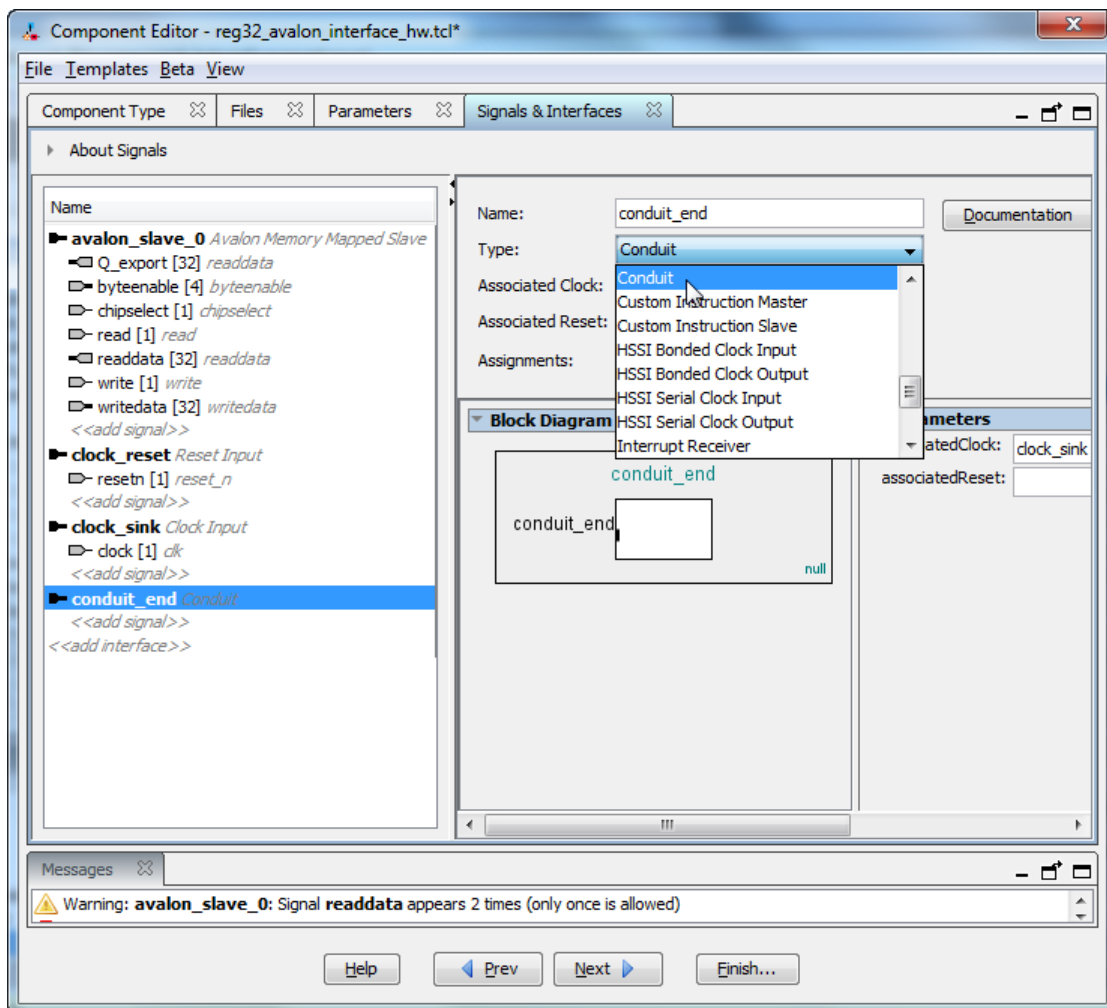 Component Editor - reg32_avalon_interface_hw.tcl*
File Templates Beta View
Component Type Files Parameters Signals & Interfaces
About Signals
Name
avalon_slave_0 Avalon Memory Mapped Slave
Q_export [32] readdata
byteenable [4] byteenable
chipselect [1] chipselect
read [1] read
readdata [32] readdata
write [1] write
writedata [32] writedata
<<add signal>>
clock_reset Reset Input
resetn [1] reset_n
<<add signal>>
clock_sink Clock Input
clock [1] clk
<<add signal>>
conduit_end Conduit
<<add signal>>
<<add interface>>
Name: conduit_end Documentation
Type: Conduit
Associated Clock:
Associated Reset:
Assignments:
Conduit
Custom Instruction Master
Custom Instruction Slave
HSSI Bonded Clock Input
HSSI Bonded Clock Output
HSSI Serial Clock Input
HSSI Serial Clock Output
Interrupt Receiver
Block Diagram
conduit_end
conduit_end
null
ameters
atedClock: clock_sink
associatedReset:
Messages
Warning: avalon_slave_0: Signal readdata appears 2 times (only once is allowed)
Help Prev Next Finish...